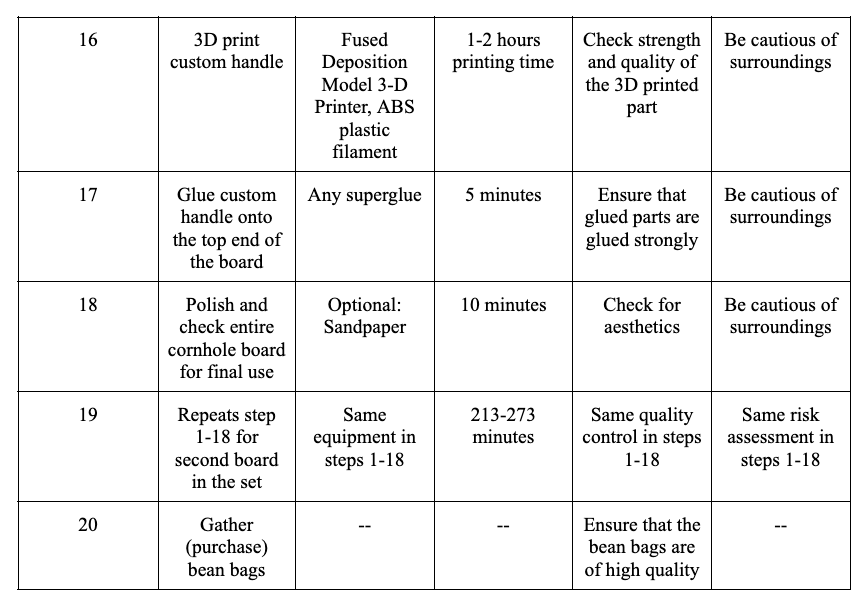 16
3D print
custom handle
Fused
Deposition
Model 3-D
Printer, ABS
plastic
filament
1-2 hours
printing time
Check strength
and quality of
the 3D printed
part
Be cautious of
surroundings
17
Glue custom
handle onto
the top end of
the board
Any superglue
5 minutes
Ensure that
glued parts are
glued strongly
Be cautious of
surroundings
18
Polish and
check entire
cornhole board
for final use
Optional:
Sandpaper
10 minutes
Check for
aesthetics
Be cautious of
surroundings
19
Repeats step
1-18 for
second board
in the set
Same
equipment in
steps 1-18
213-273
minutes
Same quality
control in steps
1-18
Same risk
assessment in
steps 1-18
20
Gather
(purchase)
bean bags
--
--
Ensure that the
bean bags are
of high quality
--